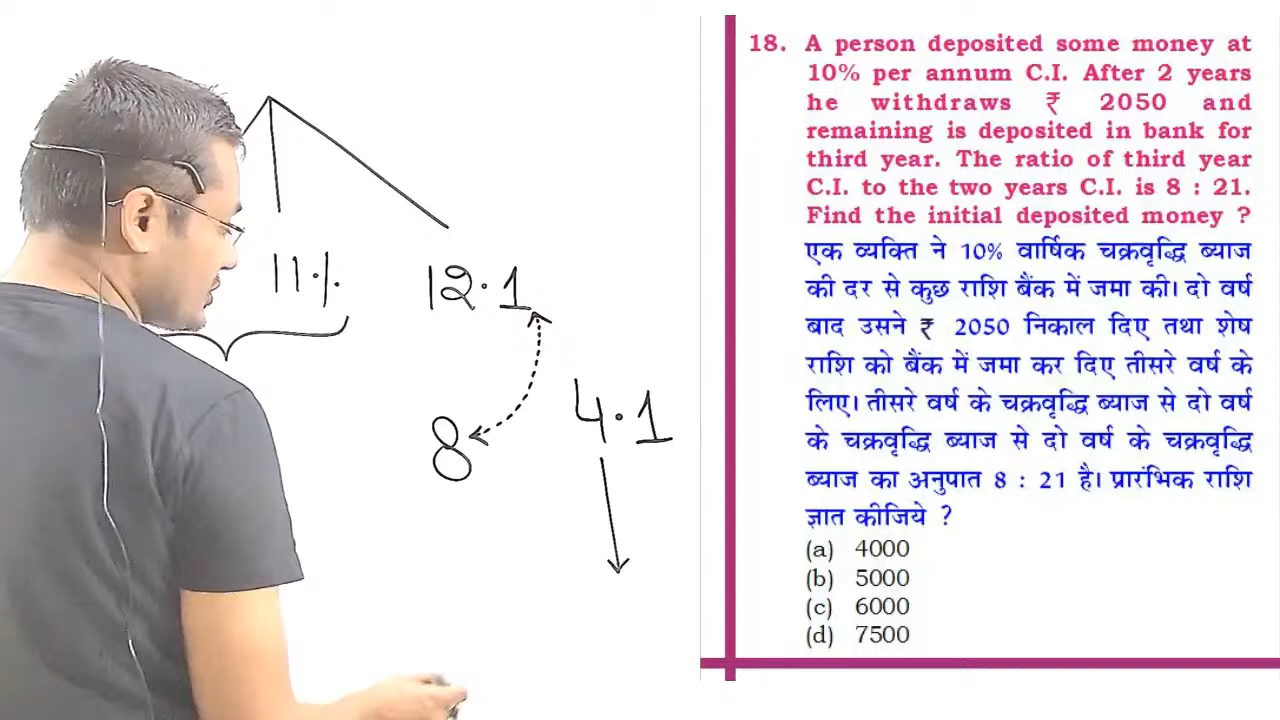 11%
12.1
8
4.1
18. A person deposited some money at
10% per annum C.I. After 2 years
he withdraws ₹ 2050 and
remaining is deposited in bank for
third year. The ratio of third year
C.I. to the two years C.I. is 8 : 21.
Find the initial deposited money ?
एक व्यक्ति ने 10% वार्षिक चक्रवृद्धि ब्याज
की दर से कुछ राशि बैंक में जमा की। दो वर्ष
बाद उसने ₹ 2050 निकाल दिए तथा शेष
राशि को बैंक में जमा कर दिए तीसरे वर्ष के
लिए। तीसरे वर्ष के चक्रवृद्धि ब्याज से दो वर्ष
के चक्रवृद्धि ब्याज से दो वर्ष के चक्रवृद्धि
ब्याज का अनुपात 8 : 21 है। प्रारंभिक राशि
ज्ञात कीजिये ?
(a) 4000
(b) 5000
(c) 6000
(d) 7500